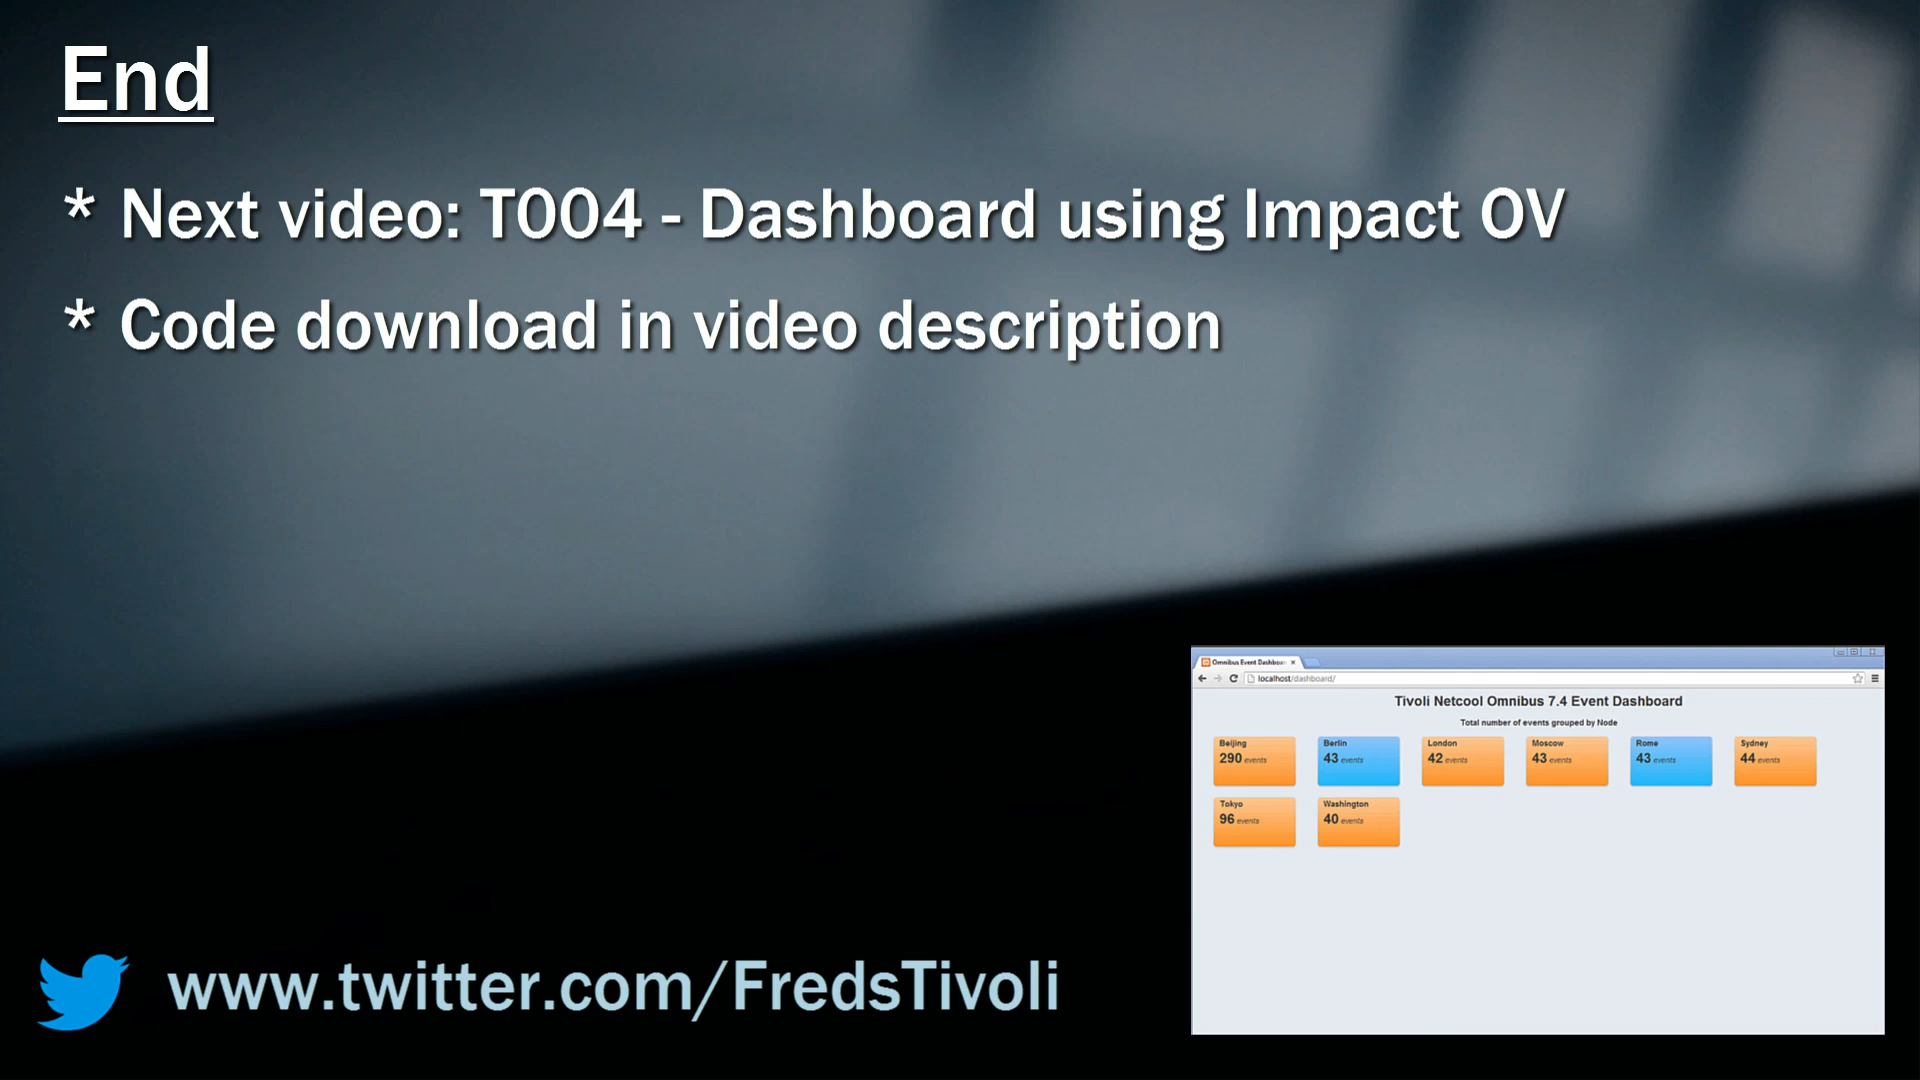 End
* Next video: T004 - Dashboard using Impact OV
* Code download in video description
Omnibus Event Dashboar
localhost/dashboard/
Tivoli Netcool Omnibus 7.4 Event Dashboard
Total number of events grouped by Node
Beijing
290 events
Berlin
43 events
London
42 events
Moscow
43 events
Rome
43 events
Sydney
44 events
Tokyo
96 events
Washington
40 events
www.twitter.com/FredsTivoli